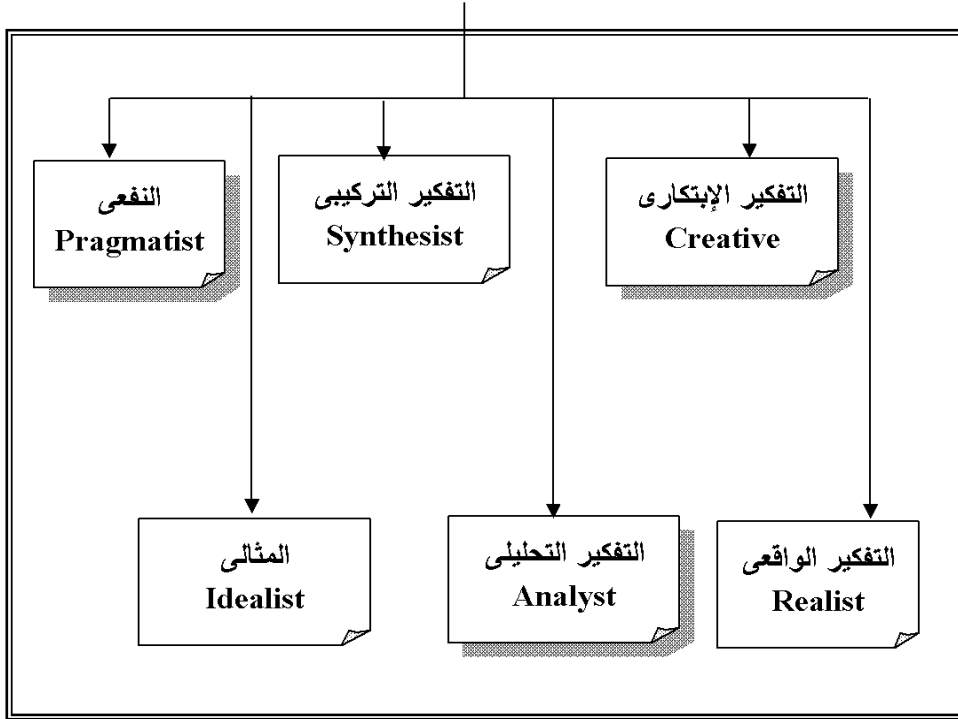 التفكير الإبتكارى
Creative
التفكير التركيبى
Synthesist
النفعى
Pragmatist
التفكير الواقعى
Realist
التفكير التحليلى
Analyst
المثالى
Idealist